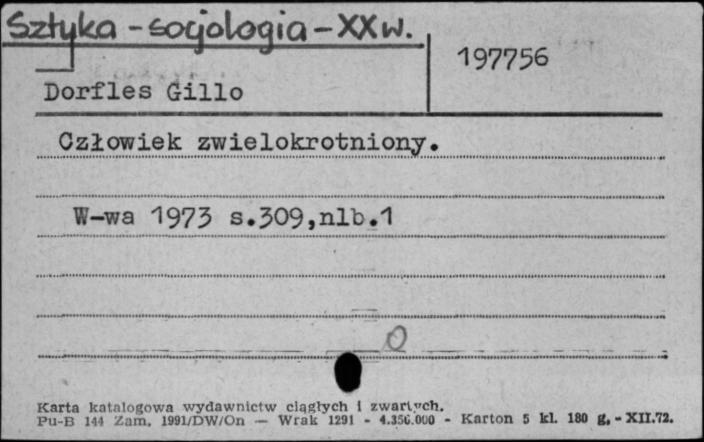 Sztuka - socjologia - XX w.
197756
Dorfles Gillo
Człowiek zwielokrotniony.
W-wa 1973 s.309,nlb.1
O
Karta katalogowa wydawnictw ciągłych i zwartych.
Pu-B 144 Zam. 1991/DW/On — Wrak 1291 - 4.350.000 - Karton 5 kl. 180 g, - XII.72.